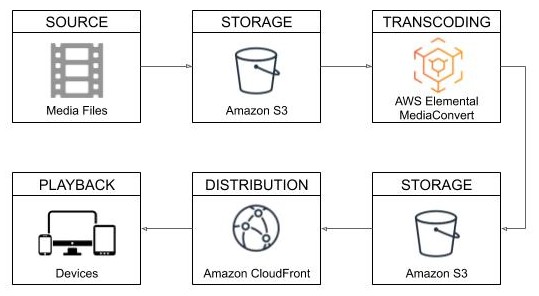 SOURCE
Media Files
STORAGE
Amazon S3
TRANSCODING
AWS Elemental
MediaConvert
STORAGE
Amazon S3
DISTRIBUTION
Amazon CloudFront
PLAYBACK
Devices